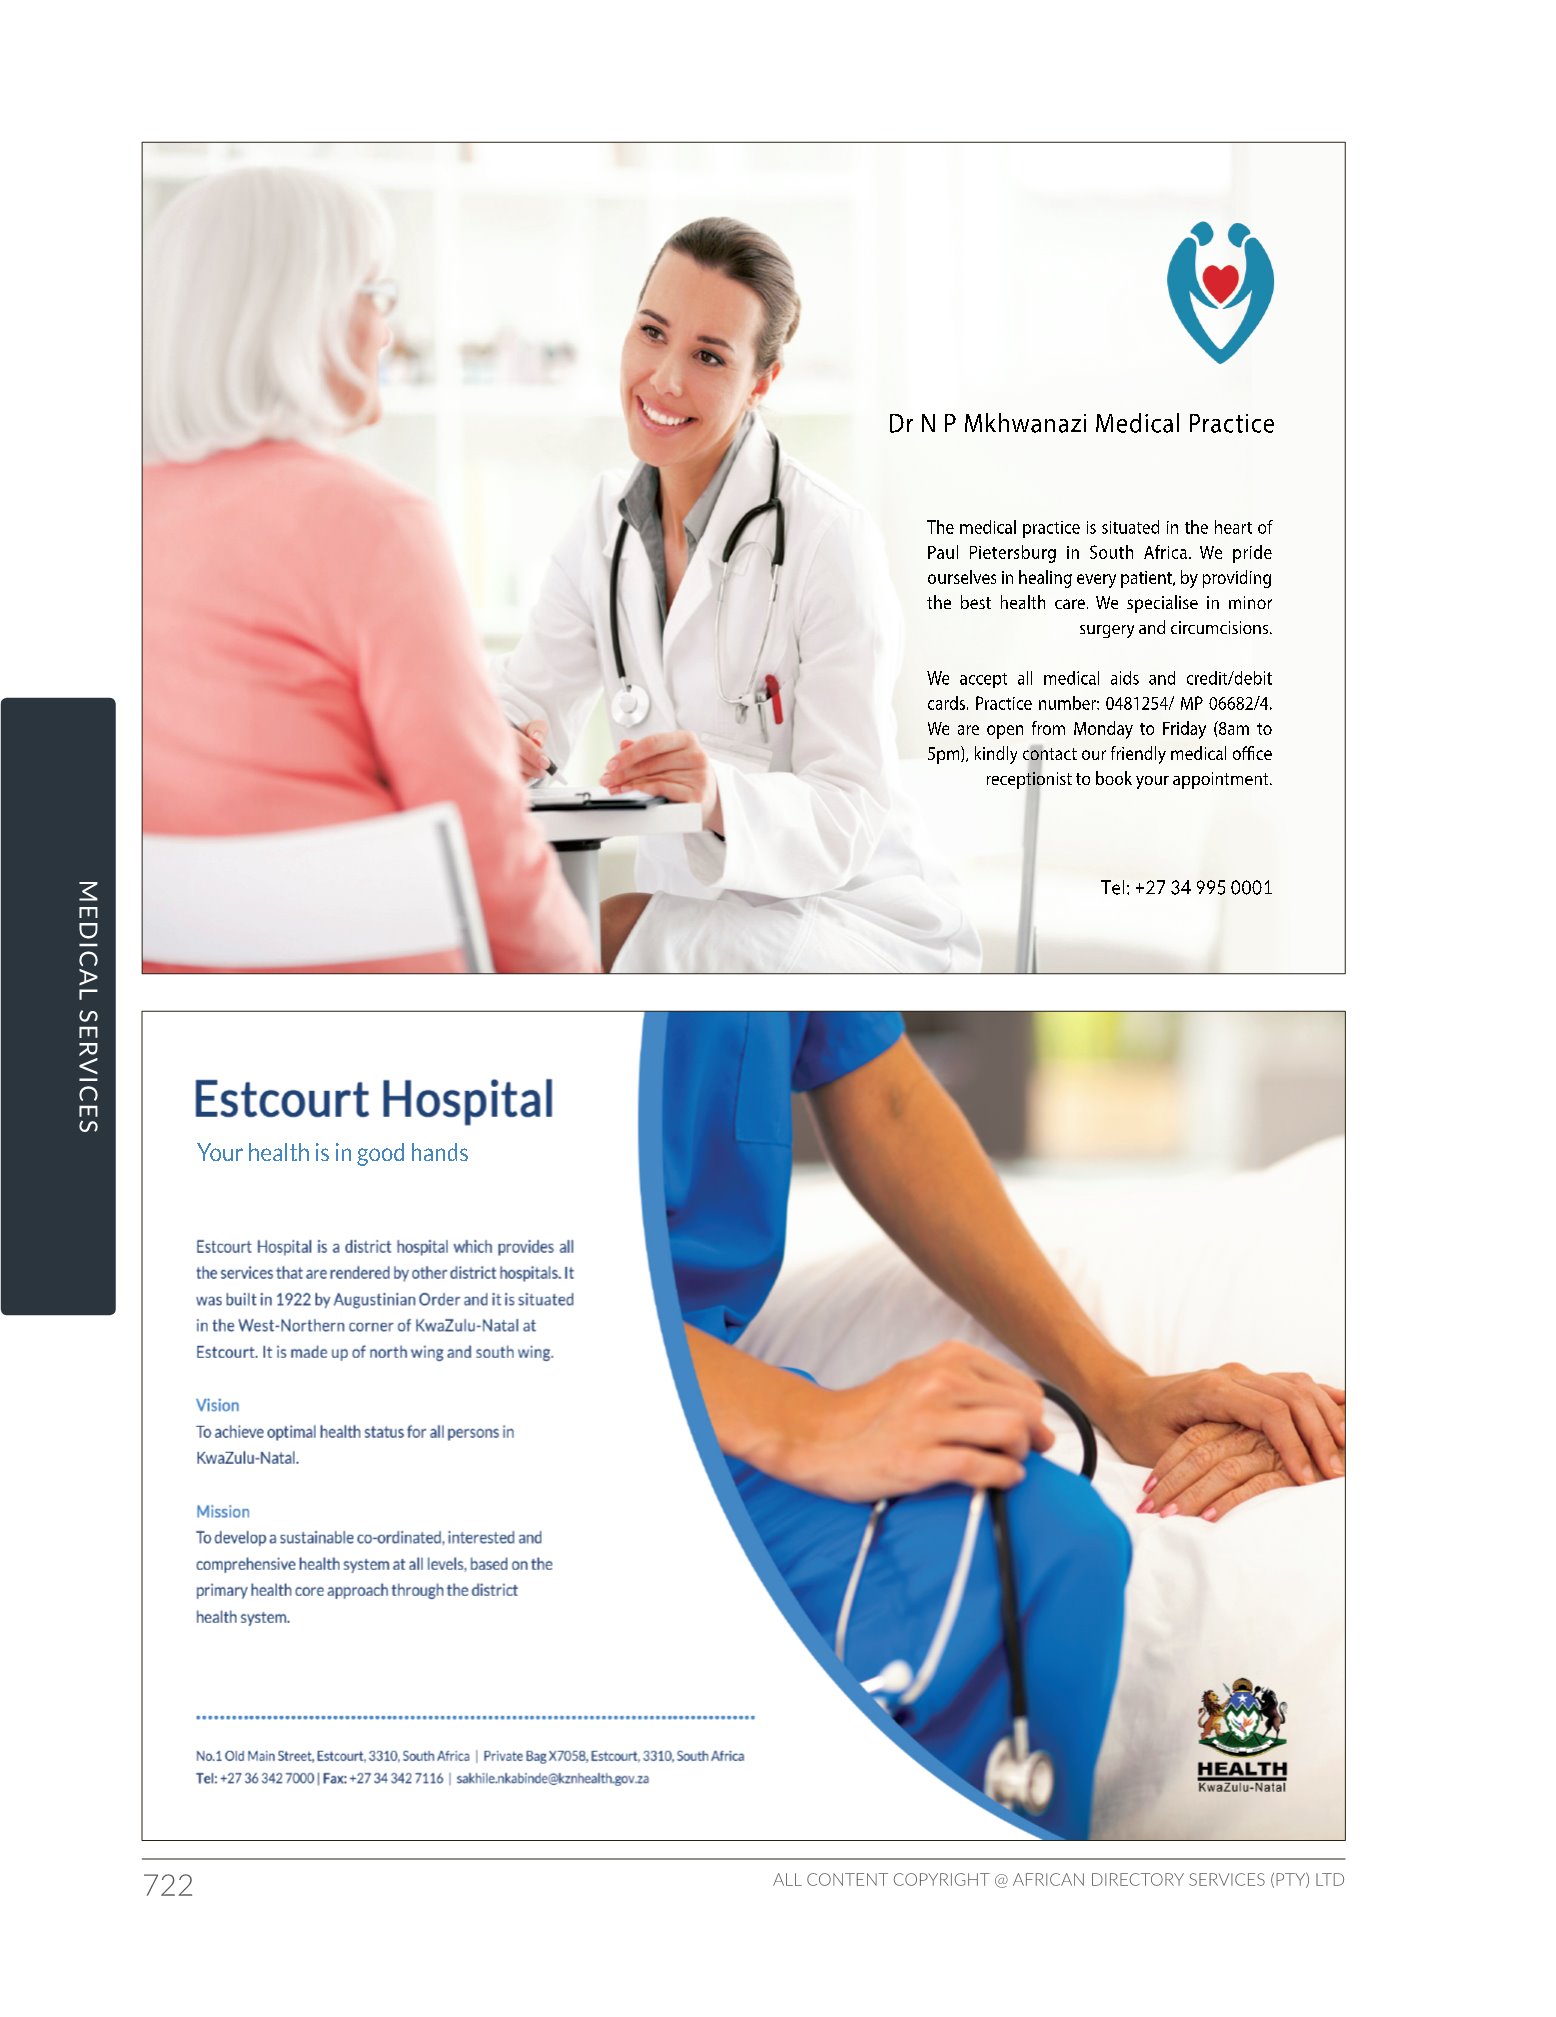 Dr N P Mkhwanazi Medical Practice
The medical practice is situated in the heart of
Paul Pietersburg in South Africa. We pride
ourselves in healing every patient, by providing
the best health care. We specialise in minor
surgery and circumcisions.
We accept all medical aids and credit/debit
cards. Practice number: 0481254/ MP 06682/4.
We are open from Monday to Friday (8am to
5pm), kindly contact our friendly medical office
receptionist to book your appointment.
Tel: +27 34 995 0001
MEDICAL SERVICES
Estcourt Hospital
Your health is in good hands
Estcourt Hospital is a district hospital which provides all
the services that are rendered by other district hospitals. It
was built in 1922 by Augustinian Order and it is situated
in the West-Northern corner of KwaZulu-Natal at
Estcourt. It is made up of north wing and south wing.
Vision
To achieve optimal health status for all persons in
KwaZulu-Natal.
Mission
To develop a sustainable co-ordinated, interested and
comprehensive health system at all levels, based on the
primary health core approach through the district
health system.
No.1 Old Main Street, Estcourt, 3310, South Africa | Private Bag X7058, Estcourt, 3310, South Africa
Tel: +27 36 342 7000 | Fax: +27 34 342 7116 | sakhile.nkabinde@kznhealth.gov.za
HEALTH
KwaZulu-Natal
722
ALL CONTENT COPYRIGHT @ AFRICAN DIRECTORY SERVICES (PTY) LTD